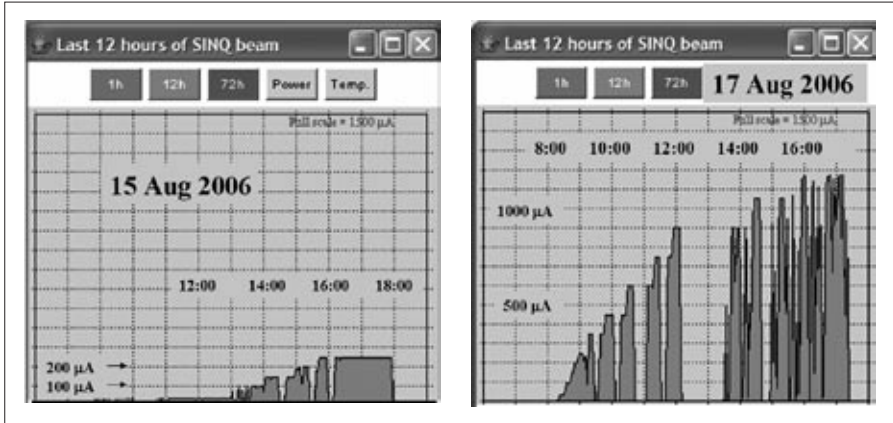 Last 12 hours of SINQ beam
1h 12h 72h Power Temp.
Full scale = 1500 µA
15 Aug 2006
12:00 14:00 16:00 18:00
200 µA
100 µA
Last 12 hours of SINQ beam
1h 12h 72h 17 Aug 2006
Full scale = 1500 µA
8:00 10:00 12:00 14:00 16:00
1000 µA
500 µA